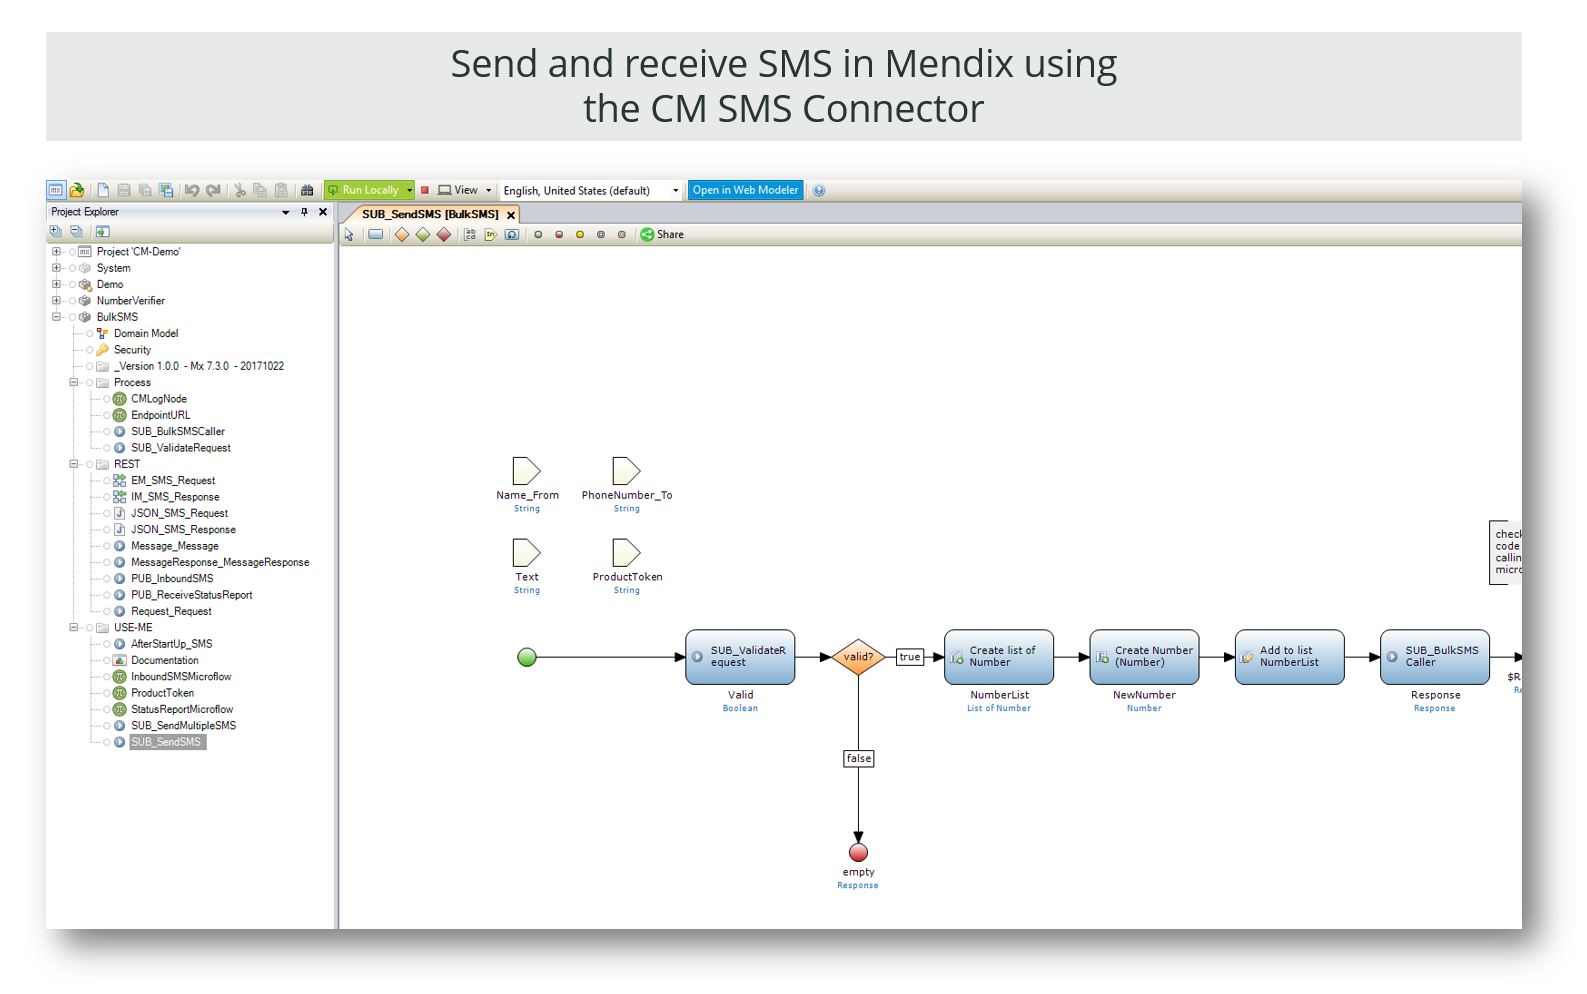 Send and receive SMS in Mendix using
the CM SMS Connector
Run Locally
View
English, United States (default)
Open in Web Modeler
Project Explorer
SUB_SendSMS [BulkSMS]
Share
Project 'CM-Demo'
System
Demo
NumberVerifier
BulkSMS
Domain Model
Security
_Version 1.0.0 - Mx 7.3.0 - 20171022
Process
CMLogNode
EndpointURL
SUB_BulkSMSCaller
SUB_ValidateRequest
REST
EM_SMS_Request
IM_SMS_Response
JSON_SMS_Request
JSON_SMS_Response
Message_Message
MessageResponse_MessageResponse
PUB_InboundSMS
PUB_ReceiveStatusReport
Request_Request
USE-ME
AfterStartUp_SMS
Documentation
InboundSMSMicroflow
ProductToken
StatusReportMicroflow
SUB_SendMultipleSMS
SUB_SendSMS
Name_From
String
PhoneNumber_To
String
Text
String
ProductToken
String
check
code
callin
micro
SUB_ValidateR
equest
Valid
Boolean
valid?
true
Create list of
Number
NumberList
List of Number
Create Number
(Number)
NewNumber
Number
Add to list
NumberList
SUB_BulkSMS
Caller
Response
Response
$R
Re
false
empty
Response